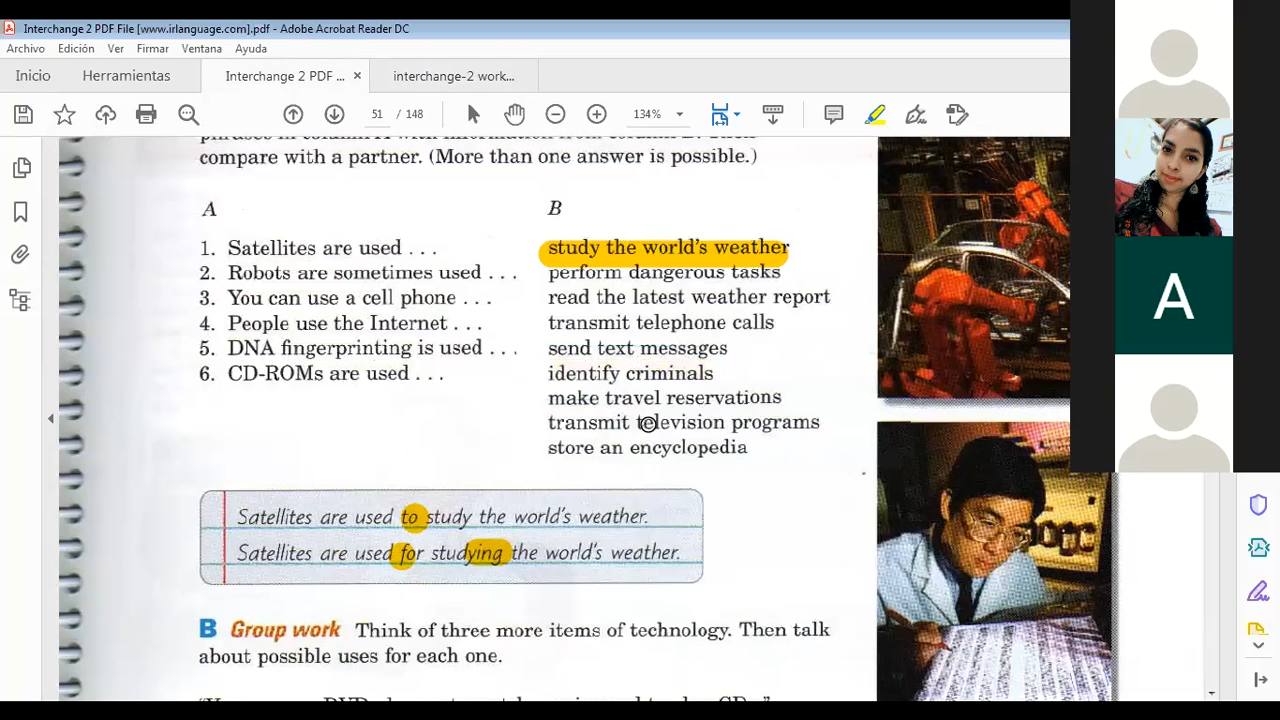 Interchange 2 PDF File [www.irlanguage.com].pdf - Adobe Acrobat Reader DC
Archivo Edición Ver Firmar Ventana Ayuda
Inicio Herramientas Interchange 2 PDF ... × interchange-2 work...
51 / 148 134%
compare with a partner. (More than one answer is possible.)
A B
1. Satellites are used . . . study the world's weather
2. Robots are sometimes used . . . perform dangerous tasks
3. You can use a cell phone . . . read the latest weather report
4. People use the Internet . . . transmit telephone calls
5. DNA fingerprinting is used . . . send text messages
6. CD-ROMs are used . . . identify criminals
make travel reservations
transmit television programs
store an encyclopedia
Satellites are used to study the world's weather.
Satellites are used for studying the world's weather.
B Group work Think of three more items of technology. Then talk
about possible uses for each one.
A